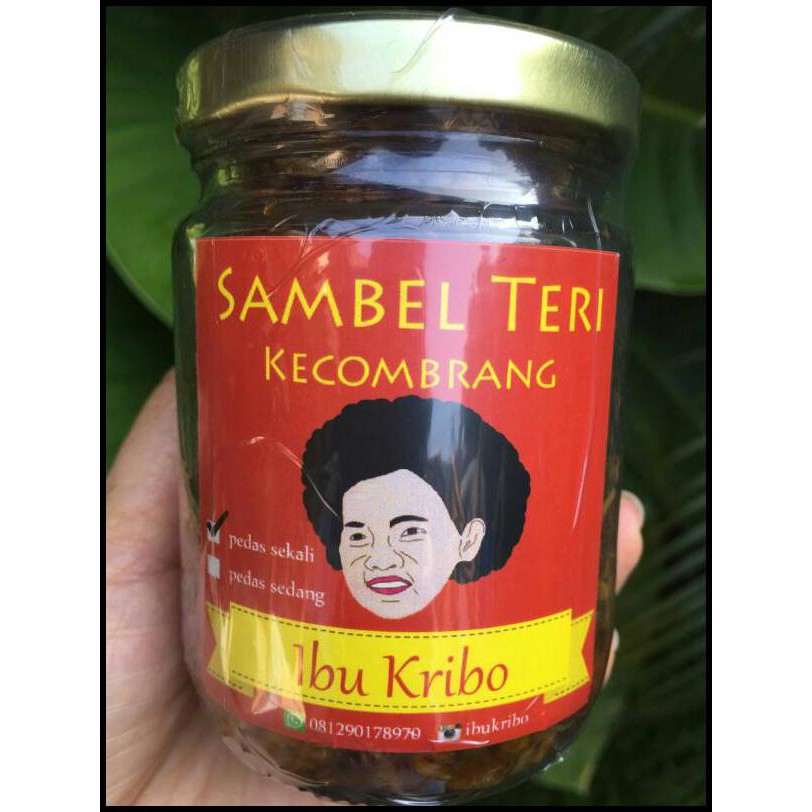 SAMBEL TERI
KECOMBRANG
pedas sekali
pedas sedang
Ibu Kribo
081290178970 ibukribo